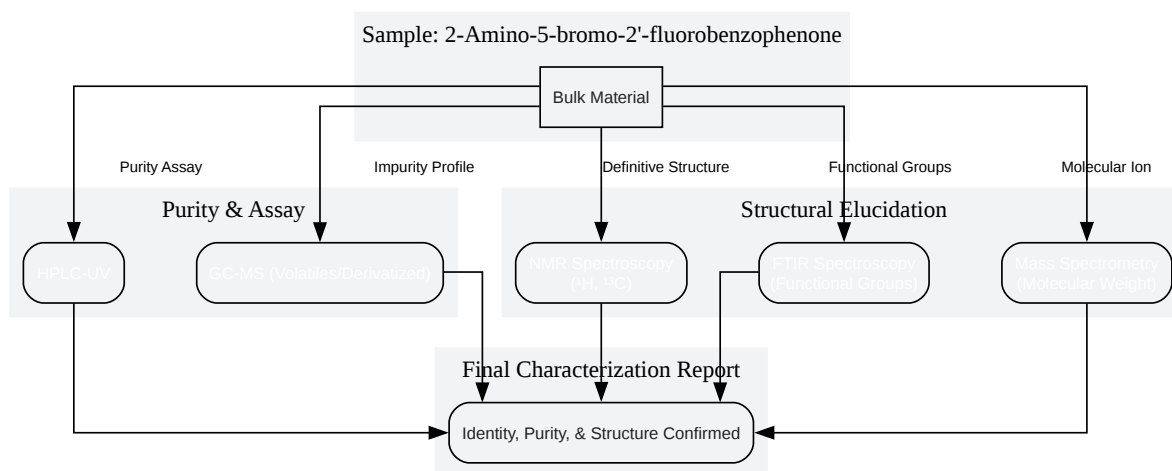 Sample: 2-Amino-5-bromo-2'-fluorobenzophenone
Bulk Material
Purity Assay
Impurity Profile
Definitive Structure
Functional Groups
Molecular Ion
Purity & Assay
Structural Elucidation
HPLC-UV
GC-MS (Volatiles/Derivatized)
NMR Spectroscopy
(¹H, ¹³C)
FTIR Spectroscopy
(Functional Groups)
Mass Spectrometry
(Molecular Weight)
Final Characterization Report
Identity, Purity, & Structure Confirmed